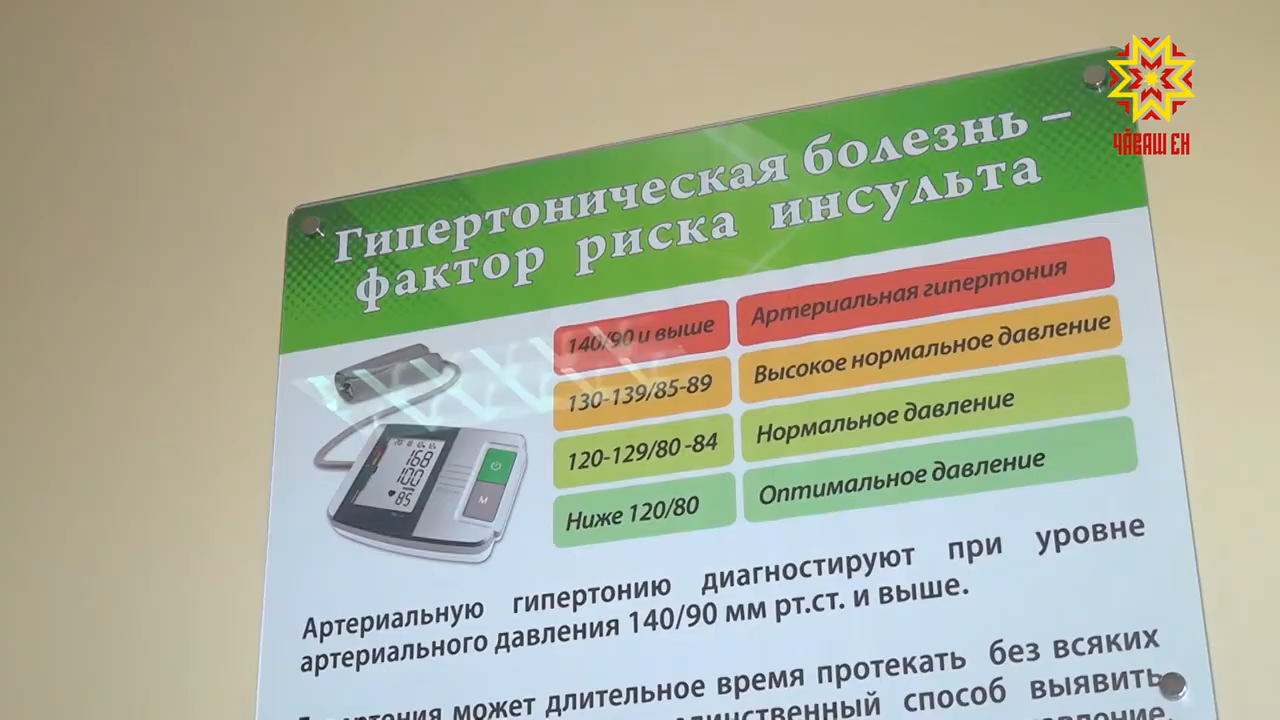 ЧӐВАШ ЕН
Гипертоническая болезнь –
фактор риска инсульта
140/90 и выше Артериальная гипертония
130-139/85-89 Высокое нормальное давление
120-129/80 -84 Нормальное давление
Ниже 120/80 Оптимальное давление
168
100
85
M
Артериальную гипертонию диагностируют при уровне
артериального давления 140/90 мм рт.ст. и выше.
Гипертония может длительное время протекать без всяких
способ выявить